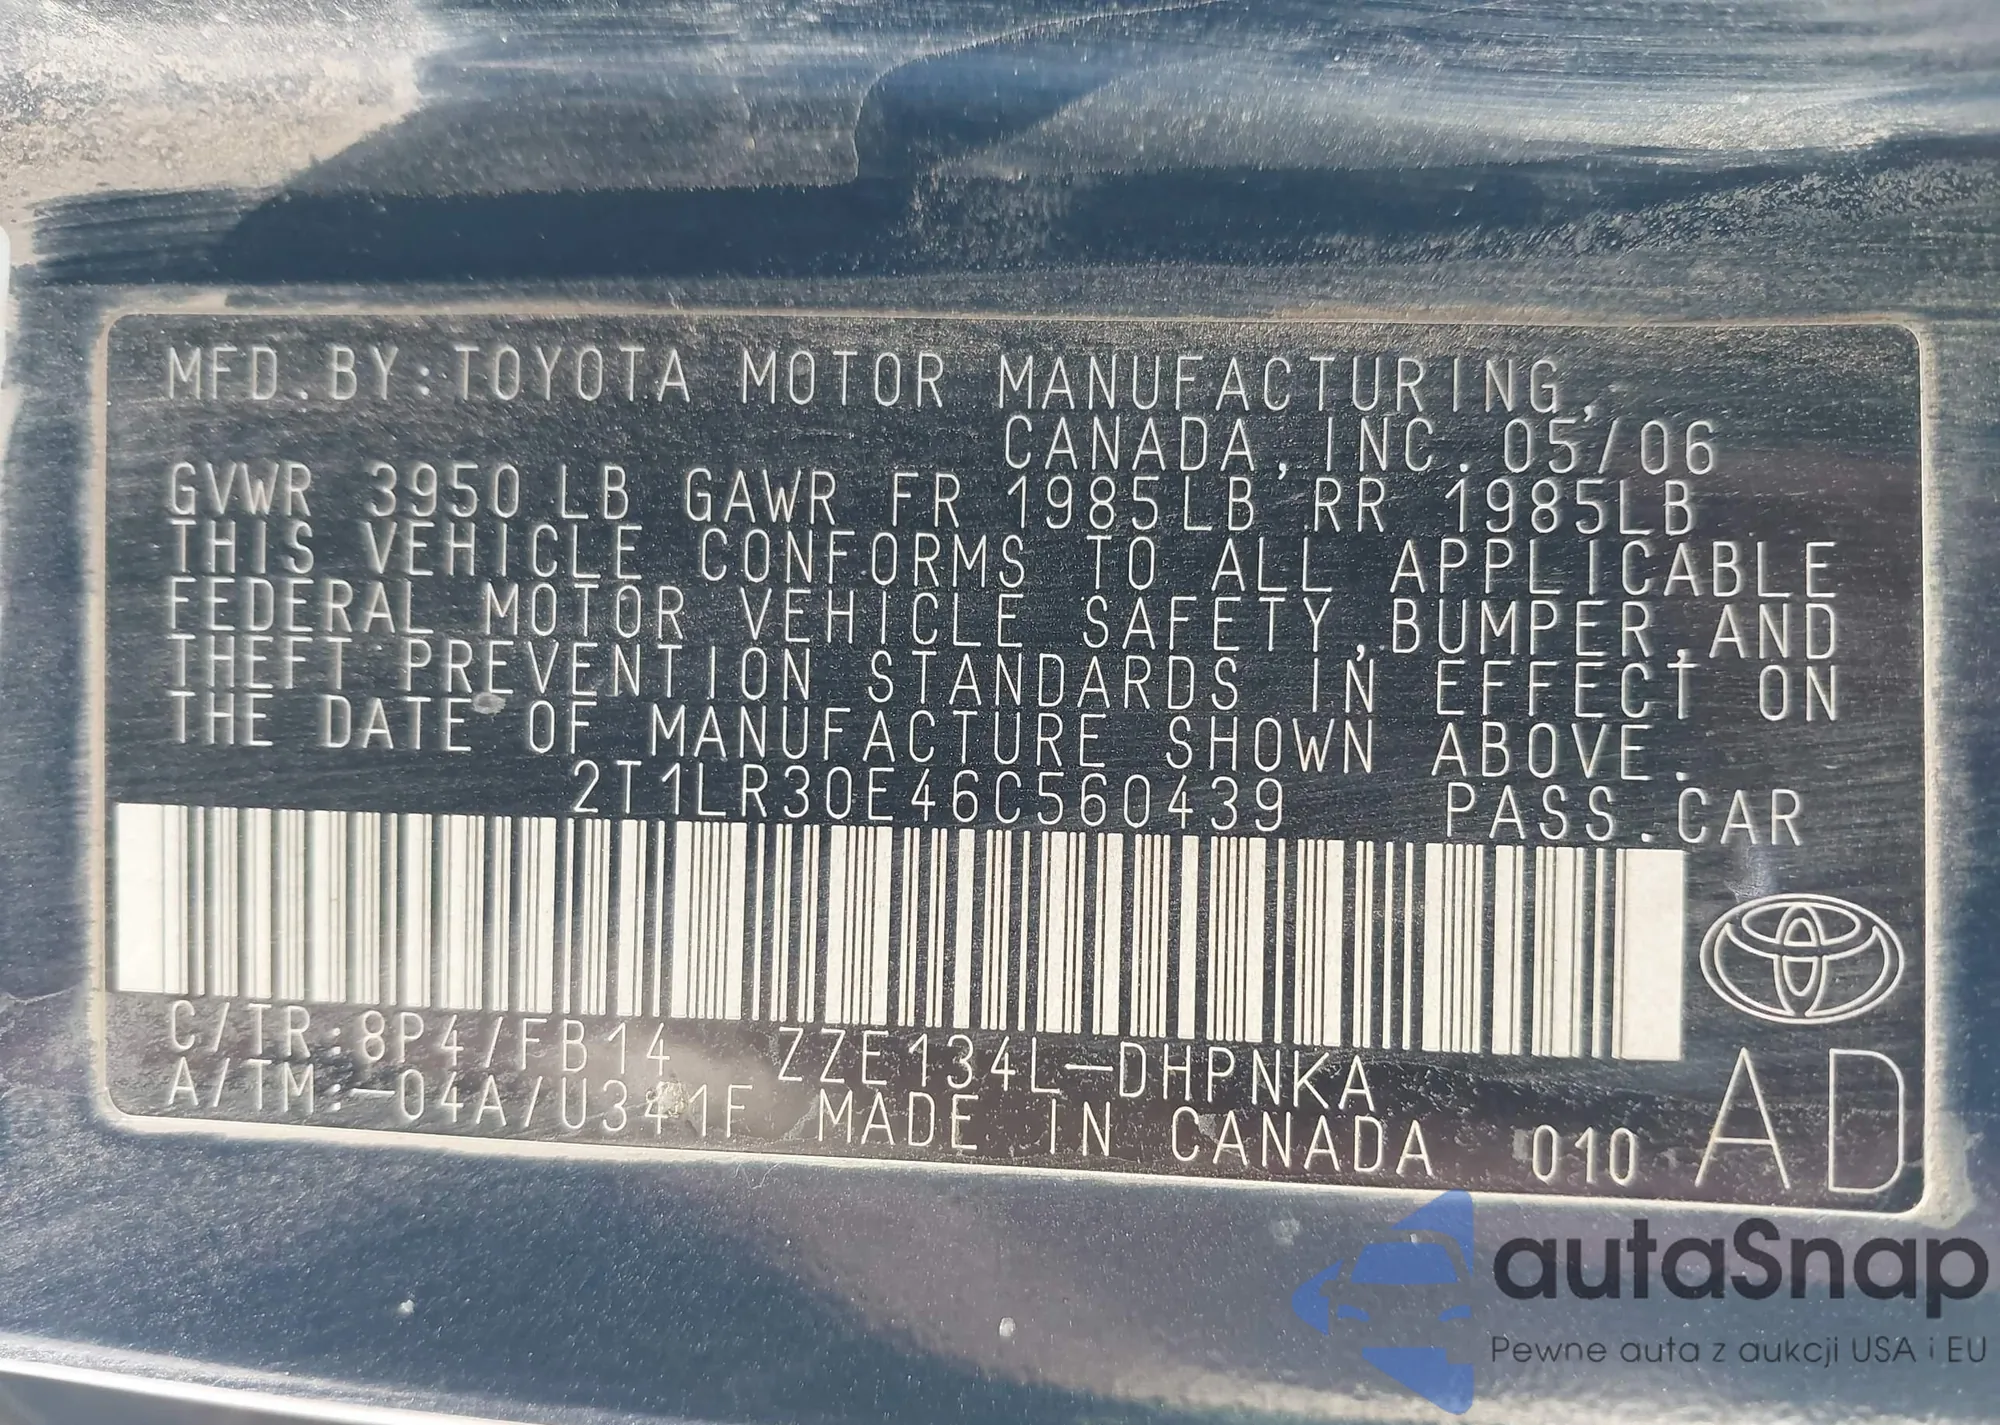 MFD.BY:TOYOTA MOTOR MANUFACTURING,
CANADA, INC. 05/06
GVWR 3950 LB GAWR FR 1985LB RR 1985LB
THIS VEHICLE CONFORMS TO ALL APPLICABLE
FEDERAL MOTOR VEHICLE SAFETY,BUMPER,AND
THEFT PREVENTION STANDARDS IN EFFECT ON
THE DATE OF MANUFACTURE SHOWN ABOVE.
2T1LR30E46C560439 PASS.CAR
C/TR:8P4/FB14 ZZE134L-DHPNKA
A/TM:-04A/U341F MADE IN CANADA 010 AD
autaSnap
Pewne auta z aukcji USA i EU